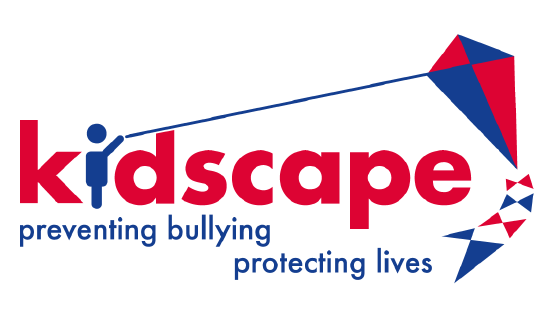 kidscape
preventing bullying
protecting lives